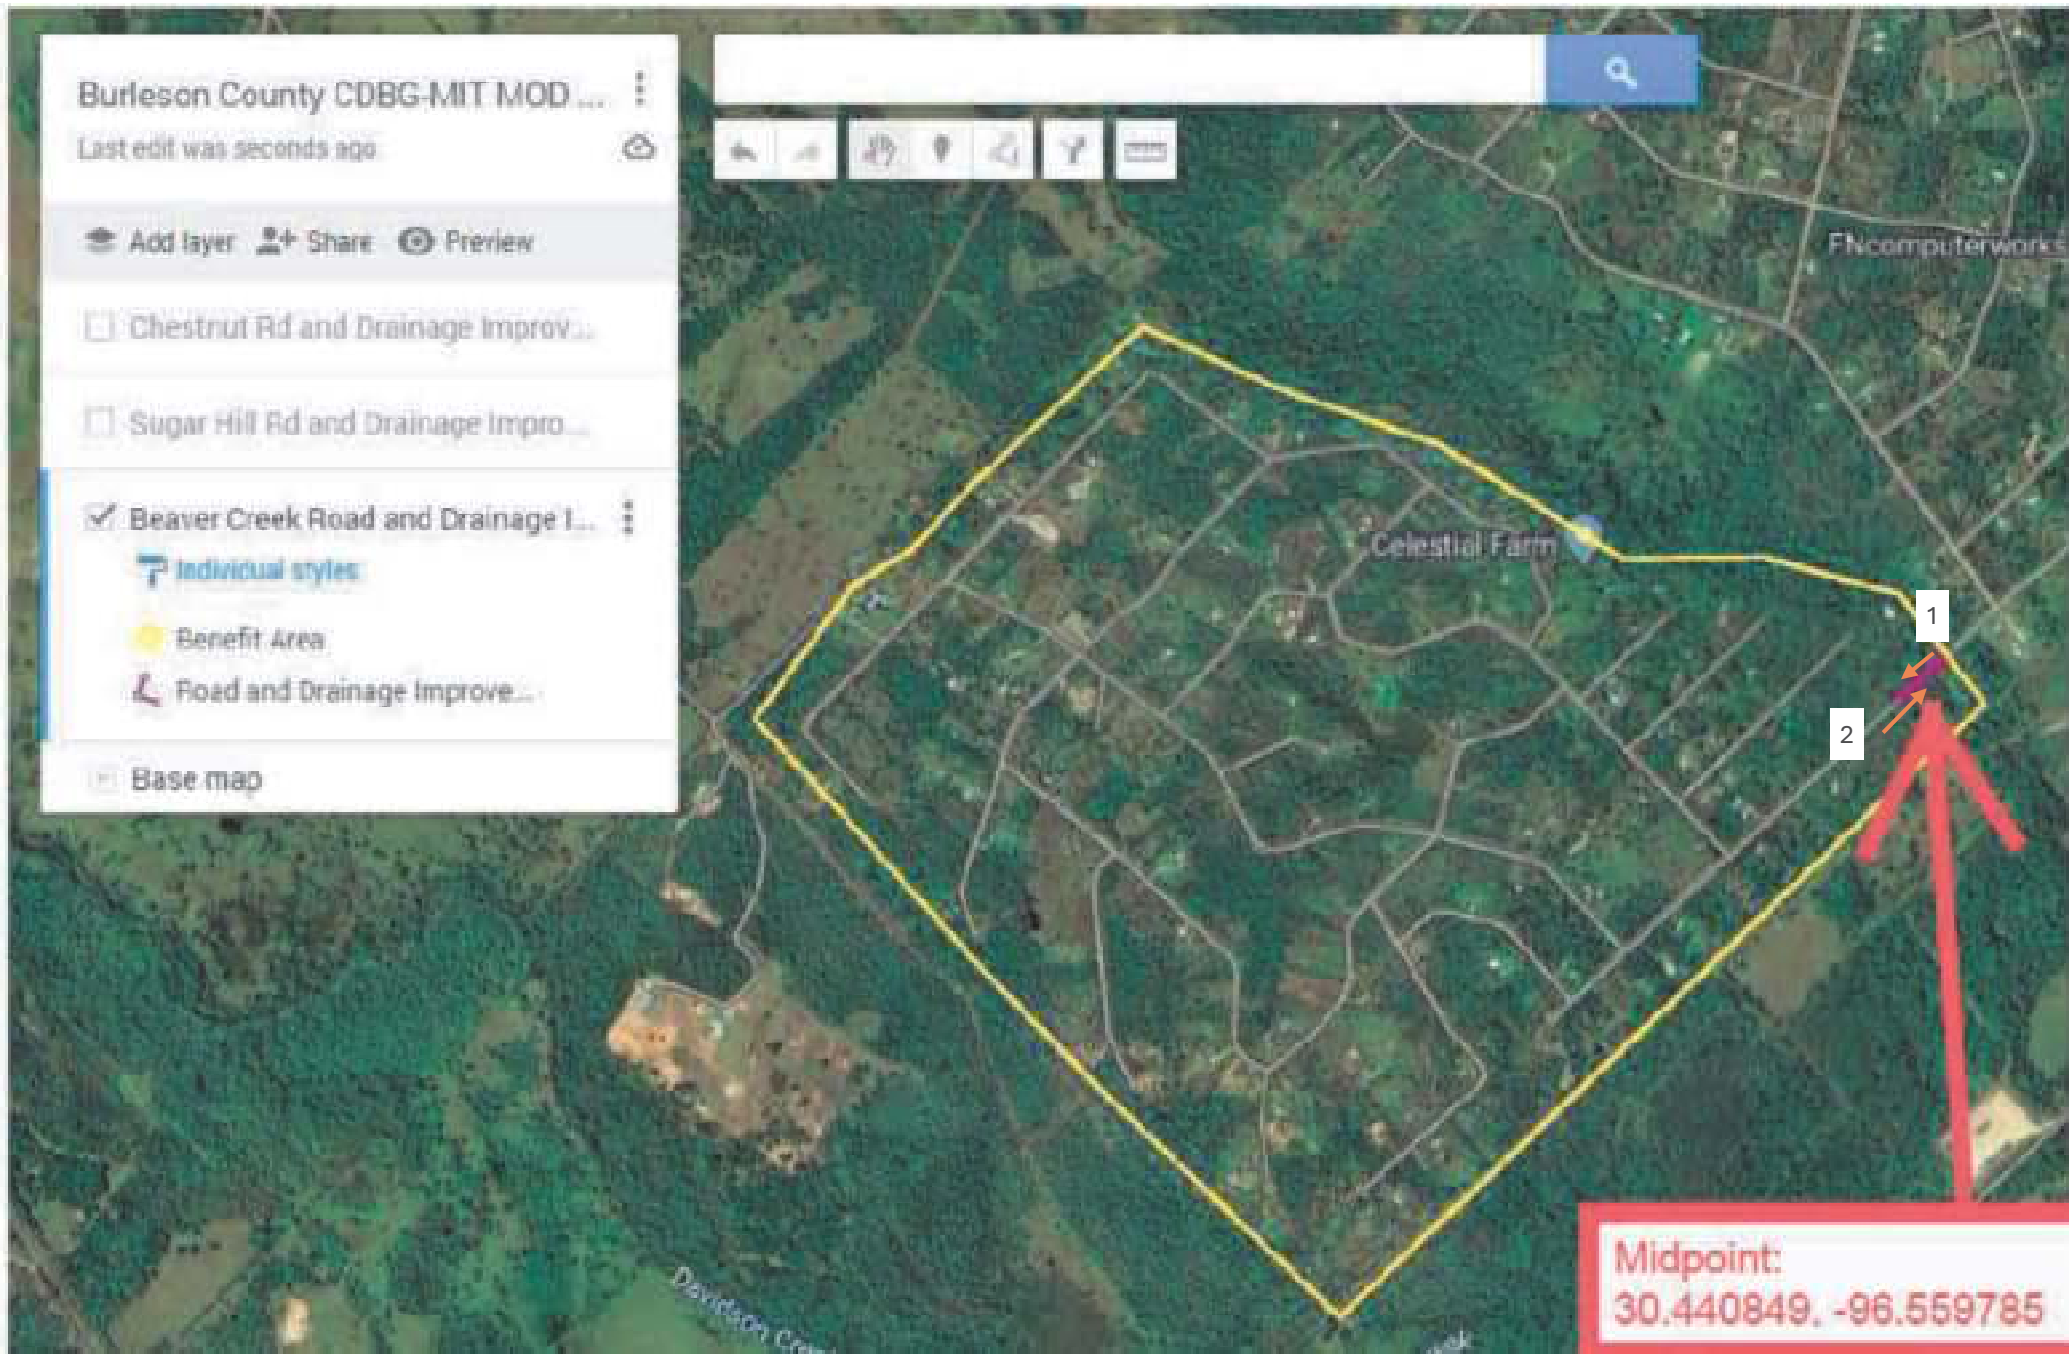 Burleson County CDBG-MIT MOD ...
Last edit was seconds ago
Add layer Share Preview
Chestnut Rd and Drainage Improv...
Sugar Hill Rd and Drainage Impro...
Beaver Creek Road and Drainage I...
Individual styles
Benefit Area
Road and Drainage Improve...
Base map
FNcomputerworks
Celestial Farm
1
2
Davidson Creek
Midpoint:
30.440849, -96.559785